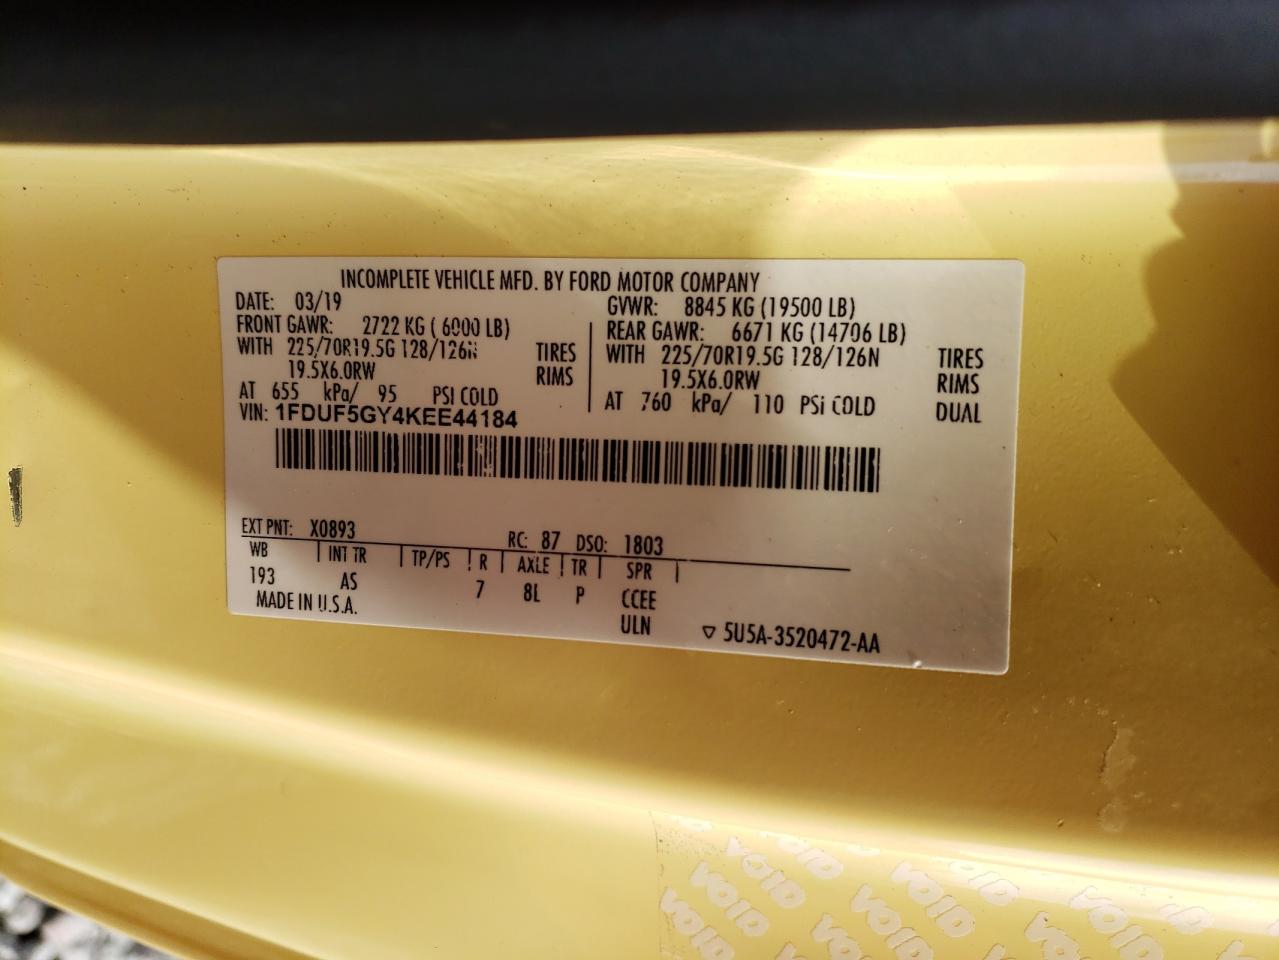 INCOMPLETE VEHICLE MFD. BY FORD MOTOR COMPANY
DATE: 03/19 GVWR: 8845 KG (19500 LB)
FRONT GAWR: 2722 KG ( 6000 LB) REAR GAWR: 6671 KG (14706 LB)
WITH 225/70R19.5G 128/126N TIRES WITH 225/70R19.5G 128/126N TIRES
19.5X6.0RW RIMS 19.5X6.0RW RIMS
AT 655 kPa/ 95 PSI COLD AT 760 kPa/ 110 PSi COLD DUAL
VIN: 1FDUF5GY4KEE44184
EXT PNT: X0893 RC: 87 DSO: 1803
WB INT TR TP/PS R AXLE TR SPR
193 AS 7 8L P CCEE
MADE IN U.S.A. ULN 5U5A-3520472-AA
VOID VOID VOID VOID
VOID VOID VOID VOID
VOID VOID VOID VOID